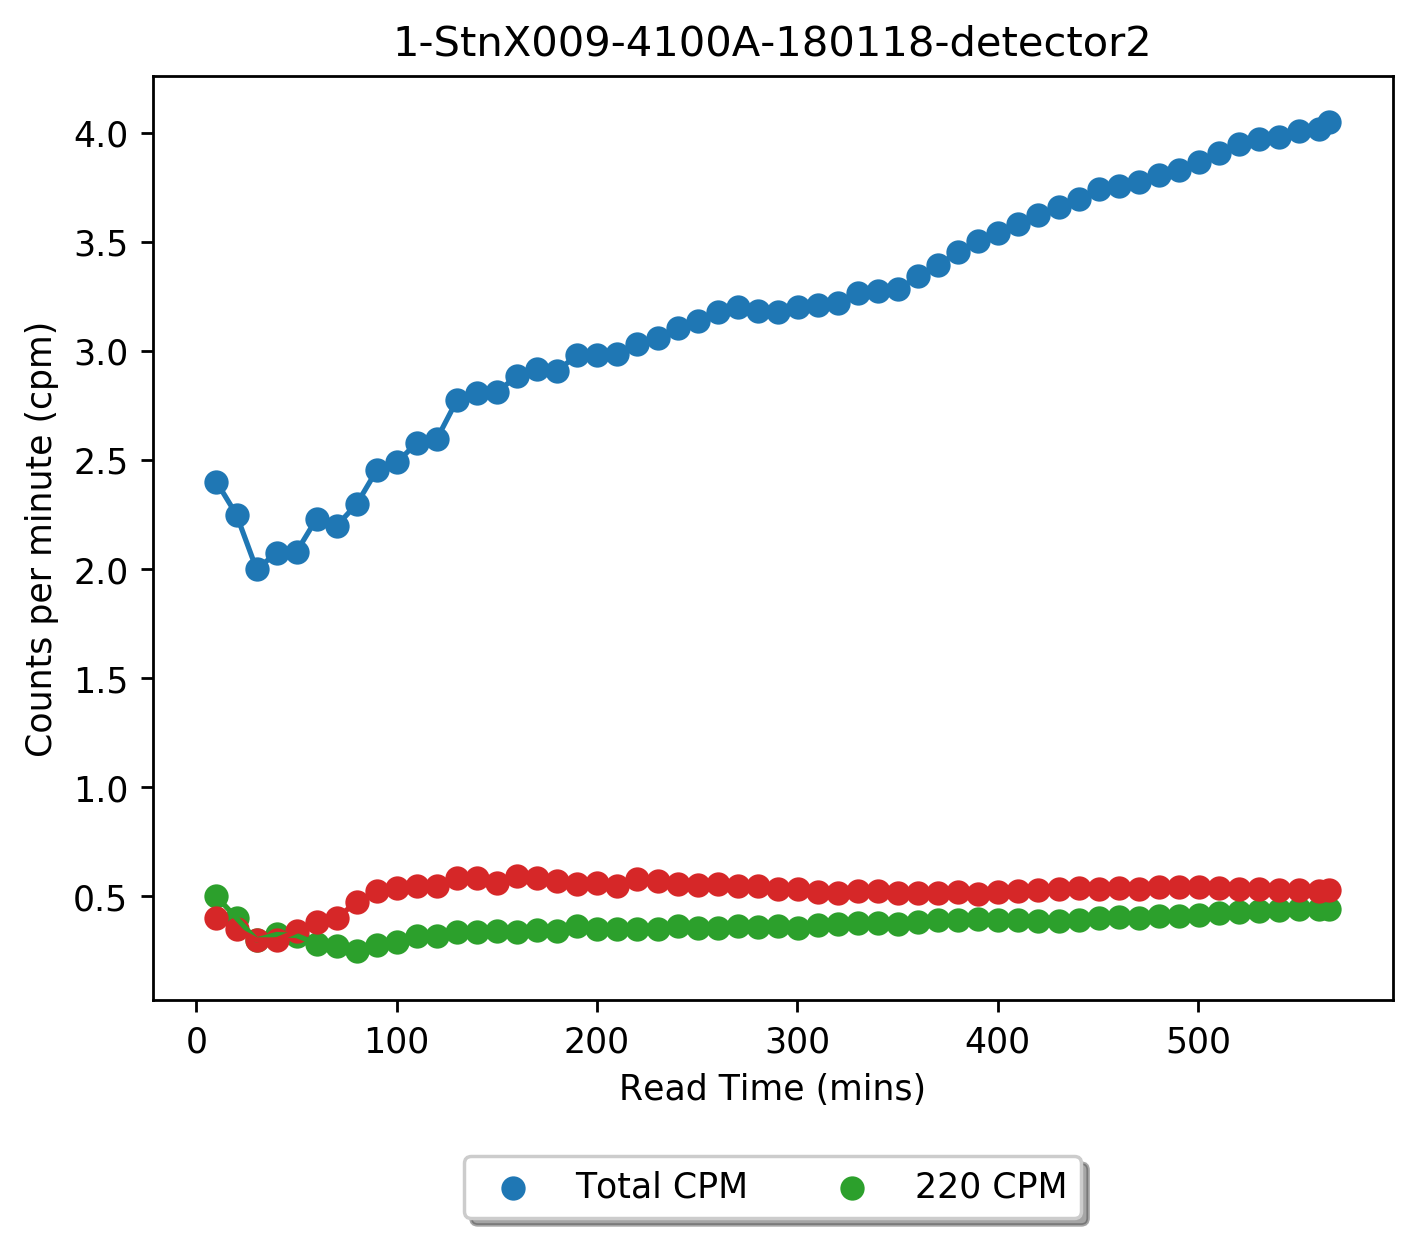 1-StnX009-4100A-180118-detector2
Counts per minute (cpm)
4.0
3.5
3.0
2.5
2.0
1.5
1.0
0.5
0 100 200 300 400 500
Read Time (mins)
Total CPM 220 CPM